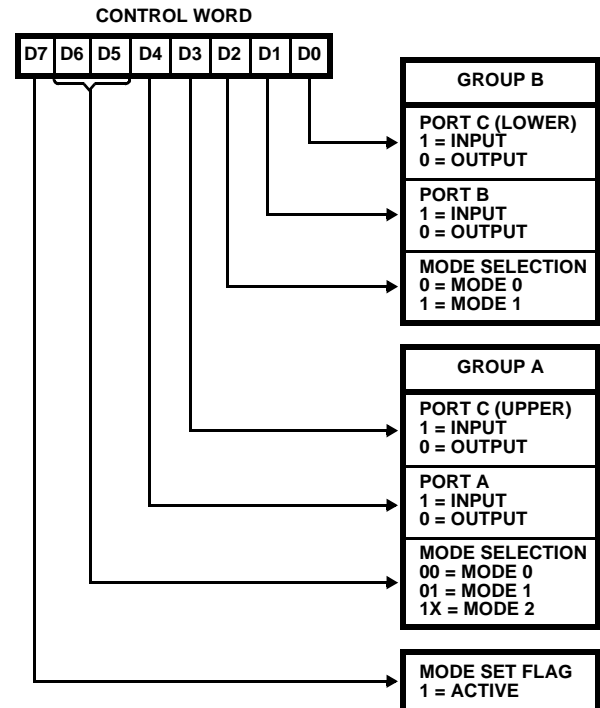 CONTROL WORD
D7 D6 D5 D4 D3 D2 D1 D0
GROUP B
PORT C (LOWER)
1 = INPUT
0 = OUTPUT
PORT B
1 = INPUT
0 = OUTPUT
MODE SELECTION
0 = MODE 0
1 = MODE 1
GROUP A
PORT C (UPPER)
1 = INPUT
0 = OUTPUT
PORT A
1 = INPUT
0 = OUTPUT
MODE SELECTION
00 = MODE 0
01 = MODE 1
1X = MODE 2
MODE SET FLAG
1 = ACTIVE